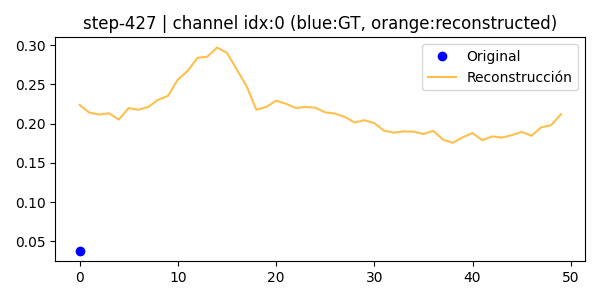 step-427 | channel idx:0 (blue:GT, orange:reconstructed)
0.30
0.25
0.20
0.15
0.10
0.05
Original
Reconstrucción
0 10 20 30 40 50